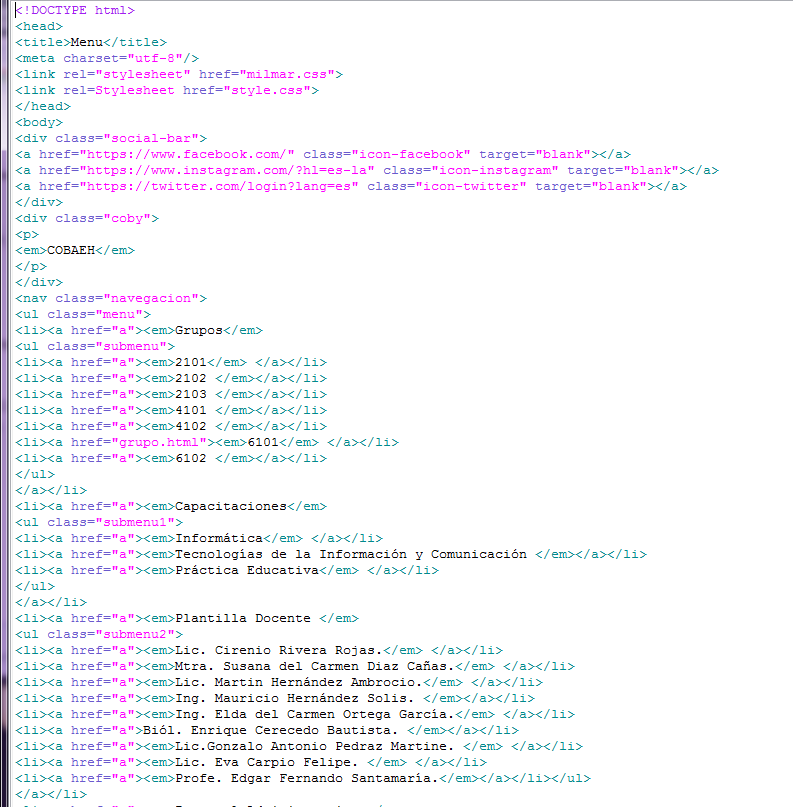 <!DOCTYPE html>
<head>
<title>Menu</title>
<meta charset="utf-8"/>
<link rel="stylesheet" href="milmar.css">
<link rel=Stylesheet href="style.css">
</head>
<body>
<div class="social-bar">
<a href="https://www.facebook.com/" class="icon-facebook" target="blank"></a>
<a href="https://www.instagram.com/?hl=es-la" class="icon-instagram" target="blank"></a>
<a href="https://twitter.com/login?lang=es" class="icon-twitter" target="blank"></a>
</div>
<div class="coby">
<p>
<em>COBAEH</em>
</p>
</div>
<nav class="navegacion">
<ul class="menu">
<li><a href="a"><em>Grupos</em>
<ul class="submenu">
<li><a href="a"><em>2101</em> </a></li>
<li><a href="a"><em>2102 </em></a></li>
<li><a href="a"><em>2103 </em></a></li>
<li><a href="a"><em>4101 </em></a></li>
<li><a href="a"><em>4102 </em></a></li>
<li><a href="grupo.html"><em>6101</em> </a></li>
<li><a href="a"><em>6102 </em></a></li>
</ul>
</a></li>
<li><a href="a"><em>Capacitaciones</em>
<ul class="submenu1">
<li><a href="a"><em>Informática</em> </a></li>
<li><a href="a"><em>Tecnologías de la Información y Comunicación </em></a></li>
<li><a href="a"><em>Práctica Educativa</em> </a></li>
</ul>
</a></li>
<li><a href="a"><em>Plantilla Docente </em>
<ul class="submenu2">
<li><a href="a"><em>Lic. Cirenio Rivera Rojas.</em> </a></li>
<li><a href="a"><em>Mtra. Susana del Carmen Diaz Cañas.</em> </a></li>
<li><a href="a"><em>Lic. Martin Hernández Ambrocio.</em> </a></li>
<li><a href="a"><em>Ing. Mauricio Hernández Solis. </em></a></li>
<li><a href="a"><em>Ing. Elda del Carmen Ortega García.</em> </a></li>
<li><a href="a">Biól. Enrique Cerecedo Bautista. </em></a></li>
<li><a href="a"><em>Lic.Gonzalo Antonio Pedraz Martine. </em> </a></li>
<li><a href="a"><em>Lic. Eva Carpio Felipe. </em> </a></li>
<li><a href="a"><em>Profe. Edgar Fernando Santamaría.</em></a></li></ul>
</a></li>